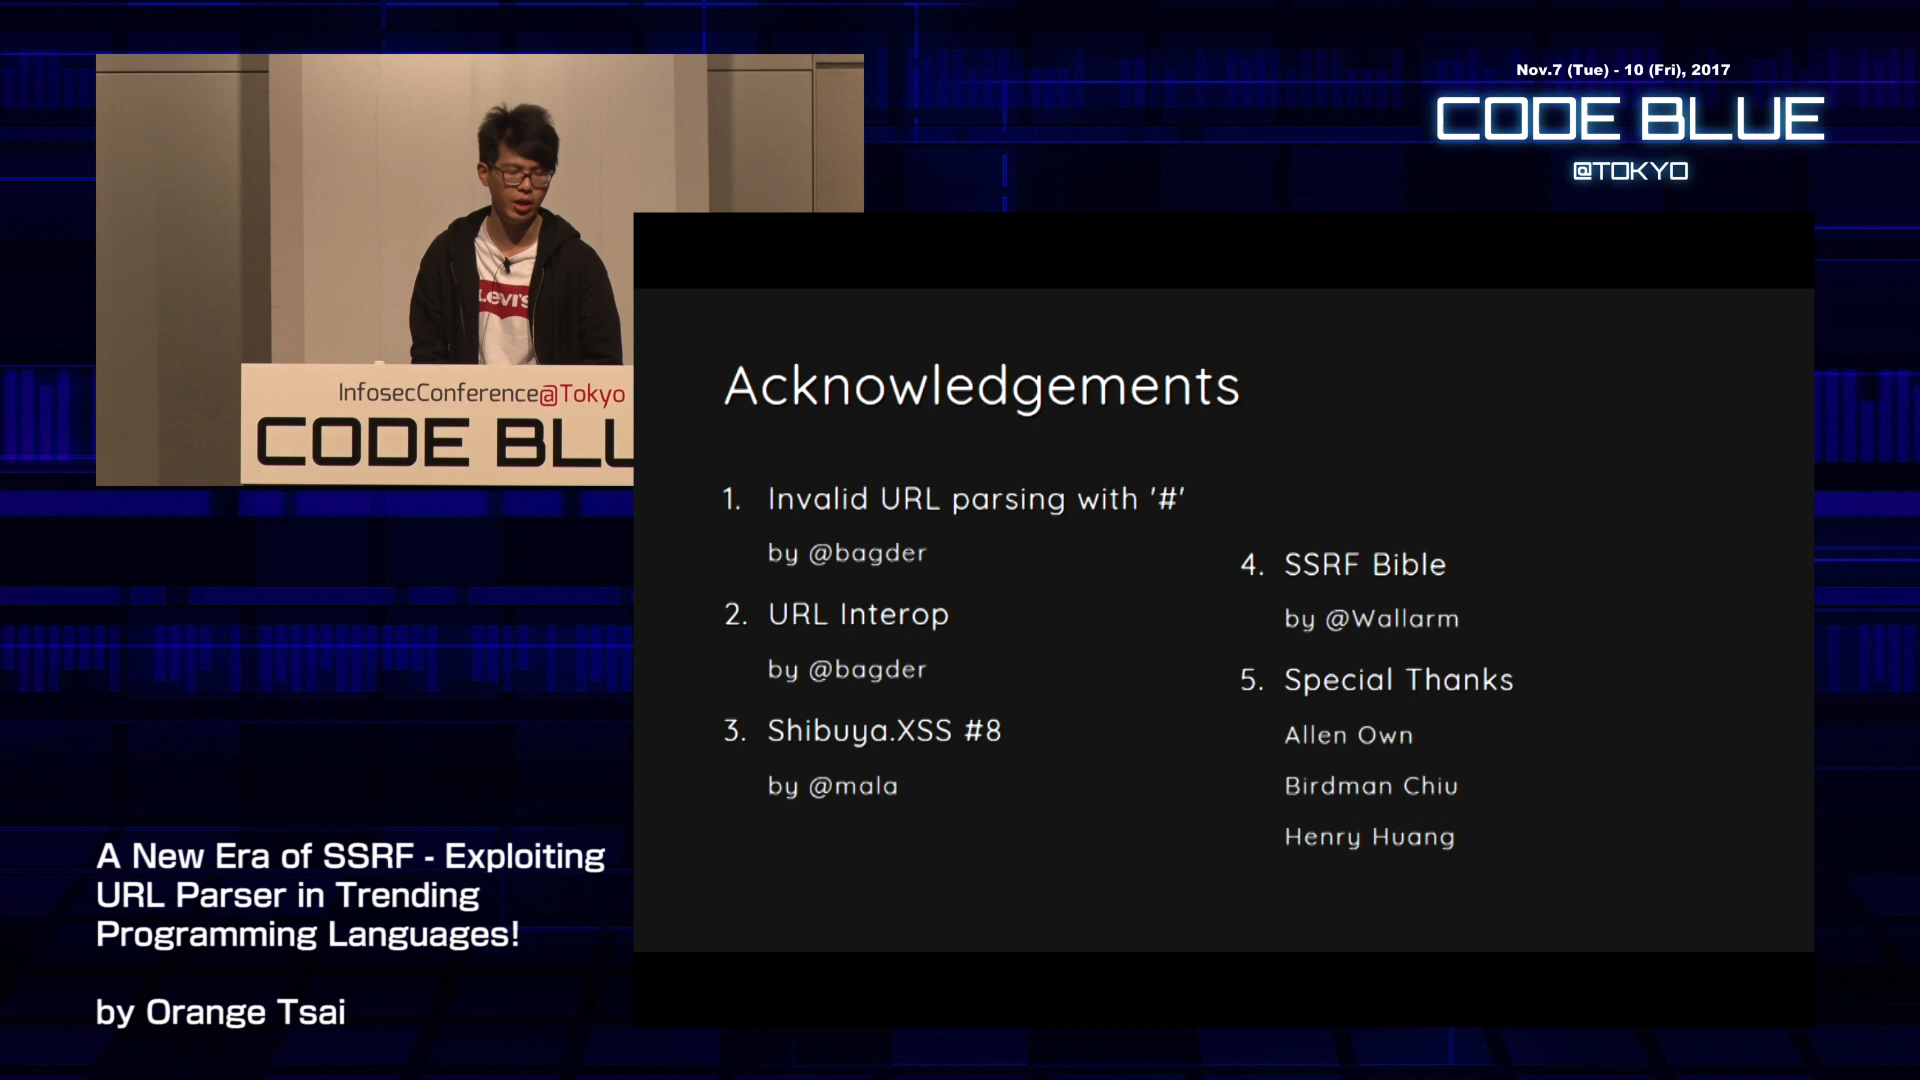 Nov.7 (Tue) - 10 (Fri), 2017
CODE BLUE
@TOKYO
Levi's
InfosecConference@Tokyo
CODE BLU
Acknowledgements
1. Invalid URL parsing with '#'
by @bagder
2. URL Interop
by @bagder
3. Shibuya.XSS #8
by @mala
4. SSRF Bible
by @Wallarm
5. Special Thanks
Allen Own
Birdman Chiu
Henry Huang
A New Era of SSRF - Exploiting
URL Parser in Trending
Programming Languages!
by Orange Tsai